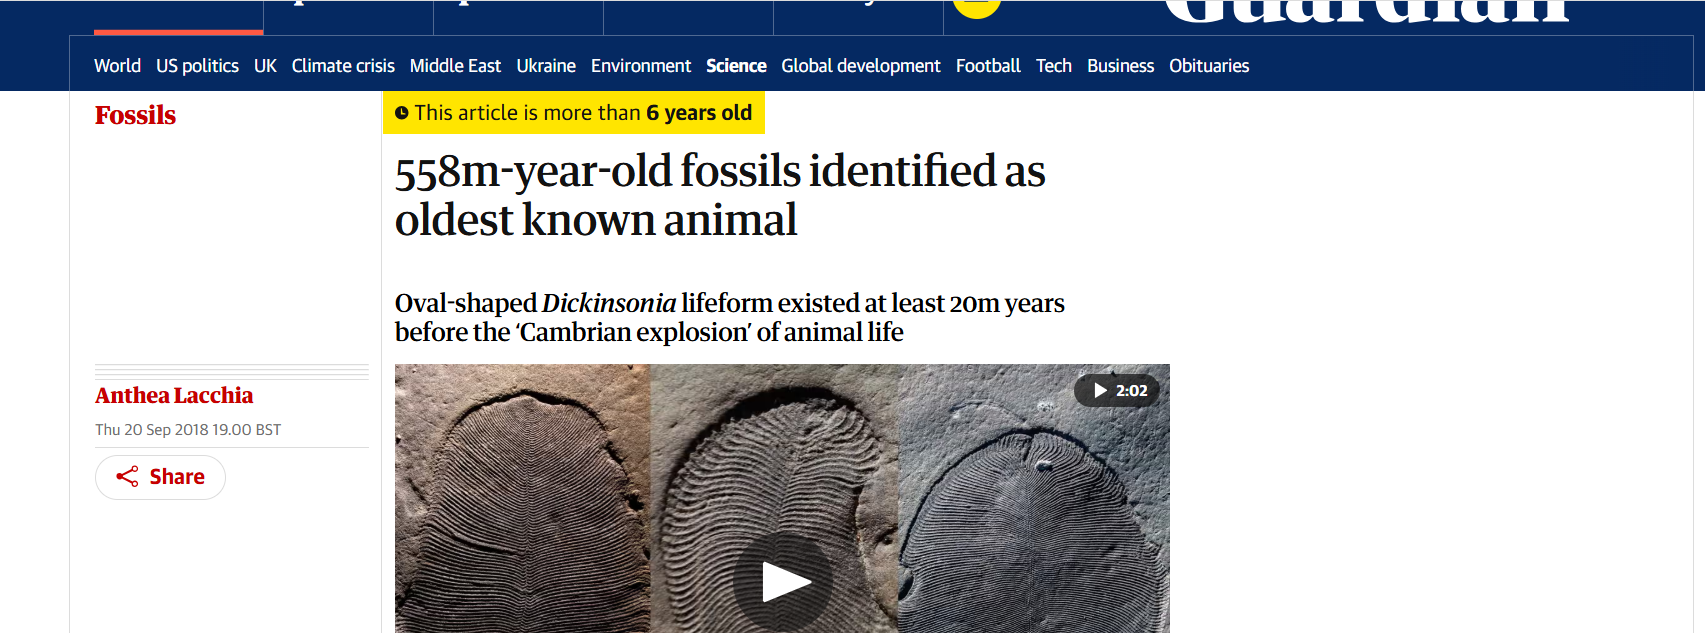 World US politics UK Climate crisis Middle East Ukraine Environment Science Global development Football Tech Business Obituaries
Fossils
This article is more than 6 years old
558m-year-old fossils identified as
oldest known animal
Oval-shaped Dickinsonia lifeform existed at least 20m years
before the ‘Cambrian explosion’ of animal life
Anthea Lacchia
Thu 20 Sep 2018 19.00 BST
Share
2:02